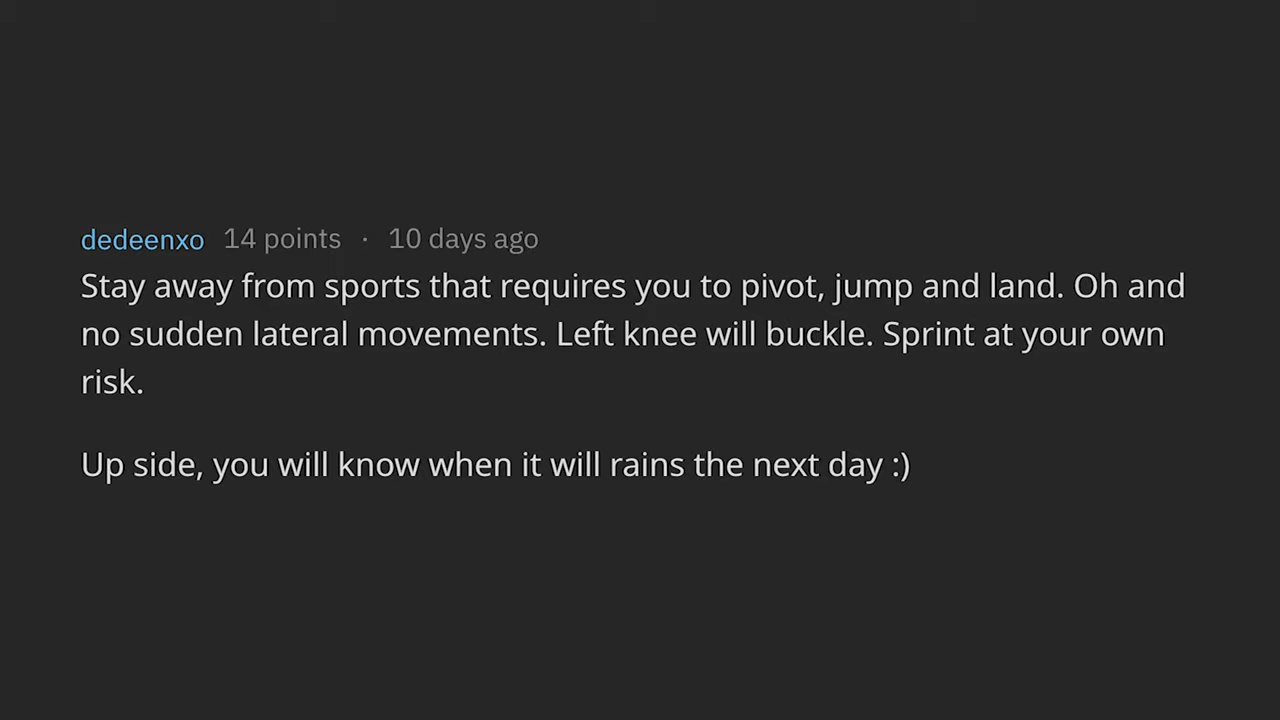 dedeenxo 14 points · 10 days ago
Stay away from sports that requires you to pivot, jump and land. Oh and
no sudden lateral movements. Left knee will buckle. Sprint at your own
risk.
Up side, you will know when it will rains the next day :)